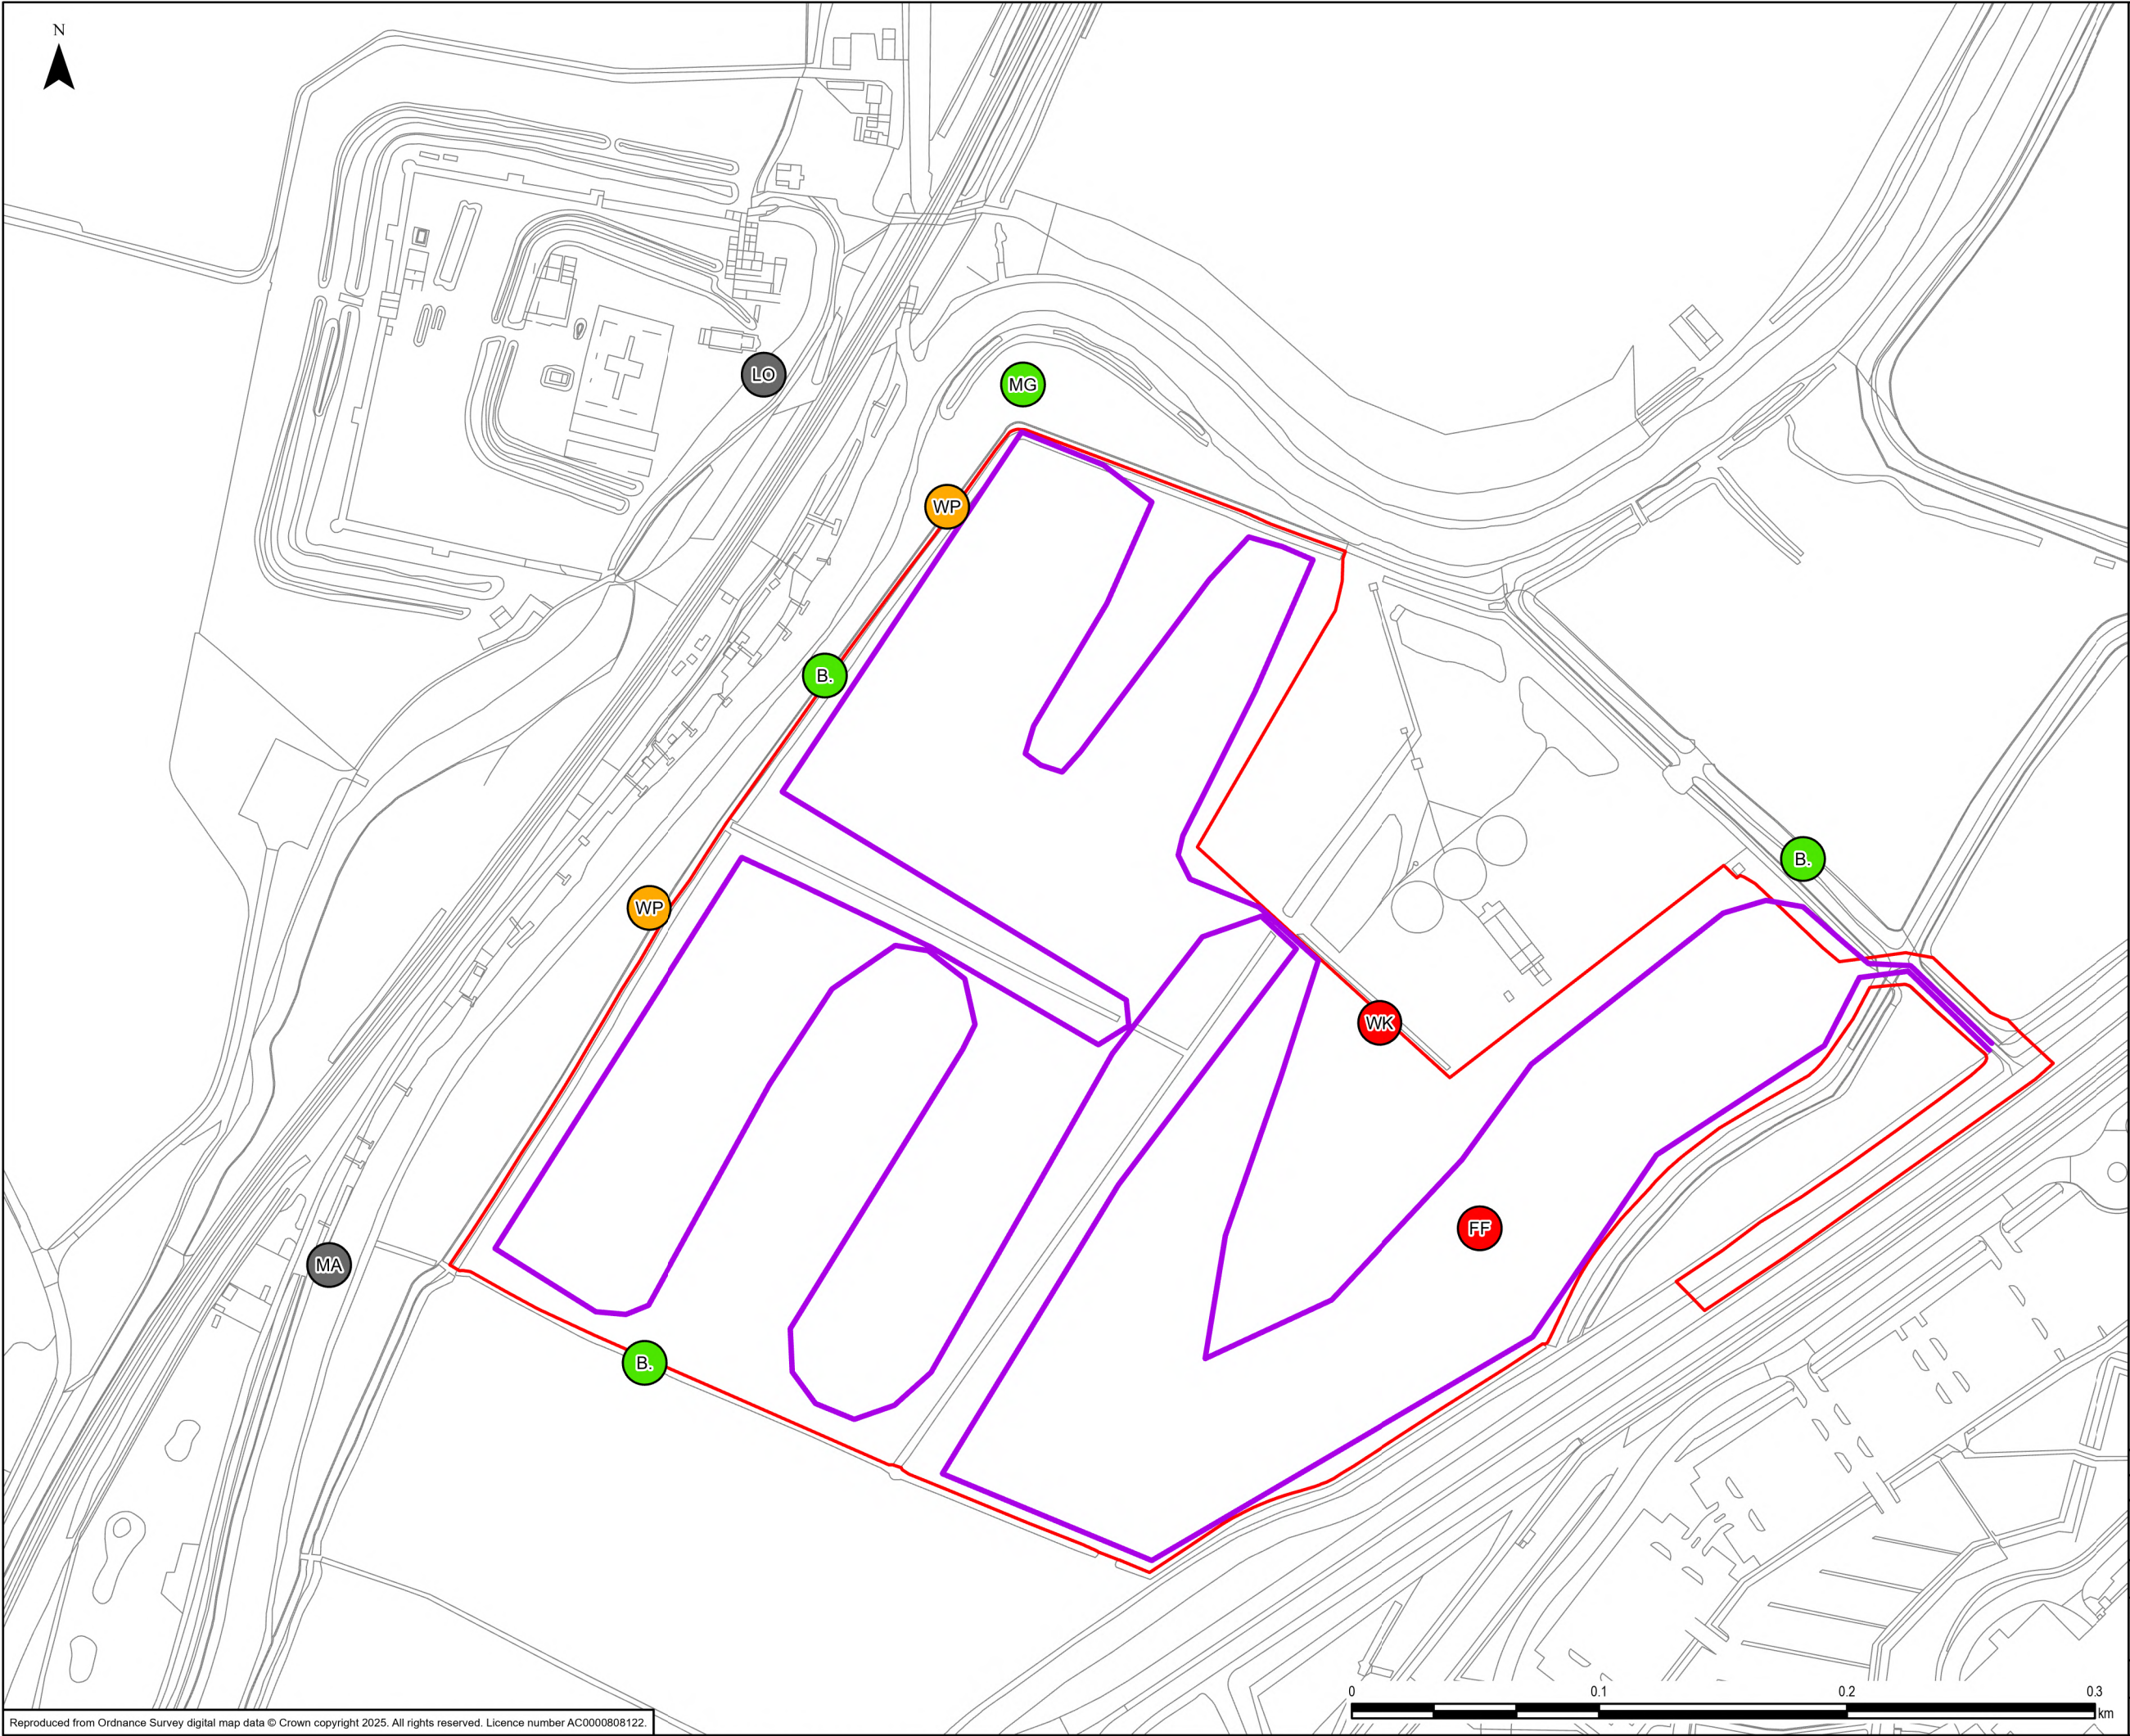 N
LO
MG
WP
B.
B.
WP
WK
FF
MA
B.
0 0.1 0.2 0.3
km
Reproduced from Ordnance Survey digital map data © Crown copyright 2025. All rights reserved. Licence number AC0000808122.